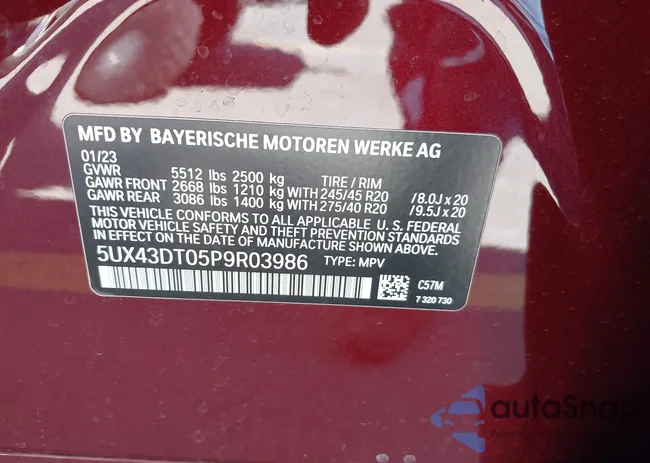 MFD BY BAYERISCHE MOTOREN WERKE AG
01/23
GVWR 5512 lbs 2500 kg TIRE / RIM
GAWR FRONT 2668 lbs 1210 kg WITH 245/45 R20 /8.0J x 20
GAWR REAR 3086 lbs 1400 kg WITH 275/40 R20 /9.5J x 20
THIS VEHICLE CONFORMS TO ALL APPLICABLE U. S. FEDERAL
MOTOR VEHICLE SAFETY AND THEFT PREVENTION
STANDARDS IN EFFECT ON THE DATE OF MANUFACTURE
SHOWN ABOVE.
5UX43DT05P9R03986 TYPE: MPV
C57M
7 320 730
autoSnap